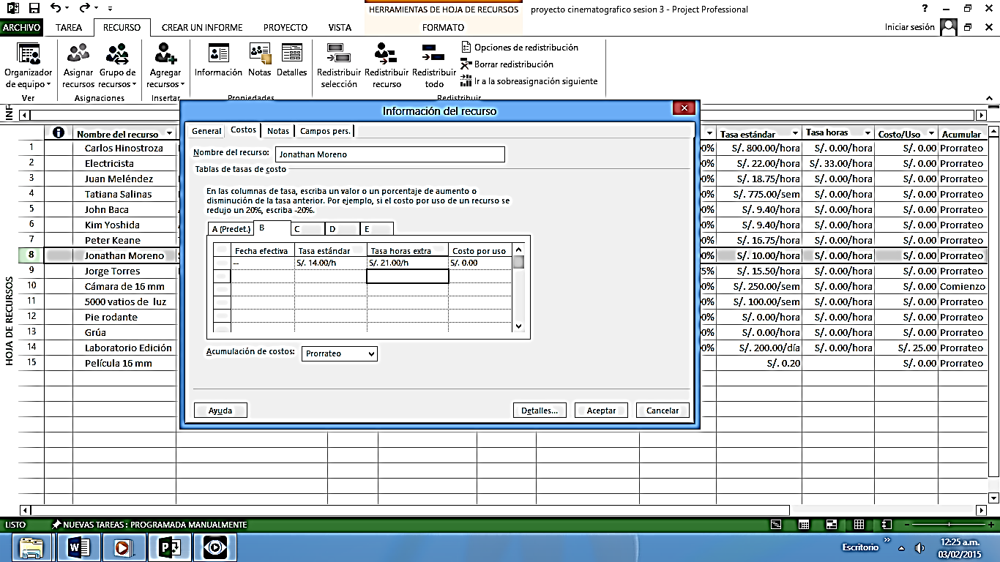 HERRAMIENTAS DE HOJA DE RECURSOS proyecto cinematografico sesion 3 - Project Professional
ARCHIVO TAREA RECURSO CREAR UN INFORME PROYECTO VISTA FORMATO Iniciar sesión
Organizador de equipo
Asignar recursos
Grupo de recursos
Agregar recursos
Información
Notas
Detalles
Redistribuir selección
Redistribuir recurso
Redistribuir todo
Opciones de redistribución
Borrar redistribución
Ir a la sobreasignación siguiente
Ver Asignaciones Insertar Propiedades Redistribuir
Información del recurso
General Costos Notas Campos pers.
Nombre del recurso: Jonathan Moreno
Tablas de tasas de costo
En las columnas de tasa, escriba un valor o un porcentaje de aumento o
disminución de la tasa anterior. Por ejemplo, si el costo por uso de un recurso se
redujo un 20%, escriba -20%.
A (Predet.) B C D E
Fecha efectiva Tasa estándar Tasa horas extra Costo por uso
-- S/. 14.00/h S/. 21.00/h S/. 0.00
Acumulación de costos: Prorrateo
Ayuda Detalles... Aceptar Cancelar
HOJA DE RECURSOS
Nombre del recurso Tasa estándar Tasa horas Costo/Uso Acumular
1 Carlos Hinostroza 00% S/. 800.00/hora S/. 0.00/hora S/. 0.00 Prorrateo
2 Electricista 00% S/. 22.00/hora S/. 33.00/hora S/. 0.00 Prorrateo
3 Juan Meléndez 00% S/. 18.75/hora S/. 0.00/hora S/. 0.00 Prorrateo
4 Tatiana Salinas 00% S/. 775.00/sem S/. 0.00/hora S/. 0.00 Prorrateo
5 John Baca 00% S/. 9.40/hora S/. 0.00/hora S/. 0.00 Prorrateo
6 Kim Yoshida 00% S/. 9.40/hora S/. 0.00/hora S/. 0.00 Prorrateo
7 Peter Keane 00% S/. 16.75/hora S/. 0.00/hora S/. 0.00 Prorrateo
8 Jonathan Moreno 00% S/. 10.00/hora S/. 0.00/hora S/. 0.00 Prorrateo
9 Jorge Torres 75% S/. 15.50/hora S/. 0.00/hora S/. 0.00 Prorrateo
10 Cámara de 16 mm 00% S/. 250.00/sem S/. 0.00/hora S/. 0.00 Comienzo
11 5000 vatios de luz 00% S/. 100.00/sem S/. 0.00/hora S/. 0.00 Prorrateo
12 Pie rodante 00% S/. 0.00/hora S/. 0.00/hora S/. 0.00 Prorrateo
13 Grúa 00% S/. 0.00/hora S/. 0.00/hora S/. 0.00 Prorrateo
14 Laboratorio Edición 00% S/. 200.00/día S/. 0.00/hora S/. 25.00 Prorrateo
15 Película 16 mm S/. 0.20 S/. 0.00 Prorrateo
LISTO NUEVAS TAREAS : PROGRAMADA MANUALMENTE
Escritorio
12:25 a.m.
03/02/2015